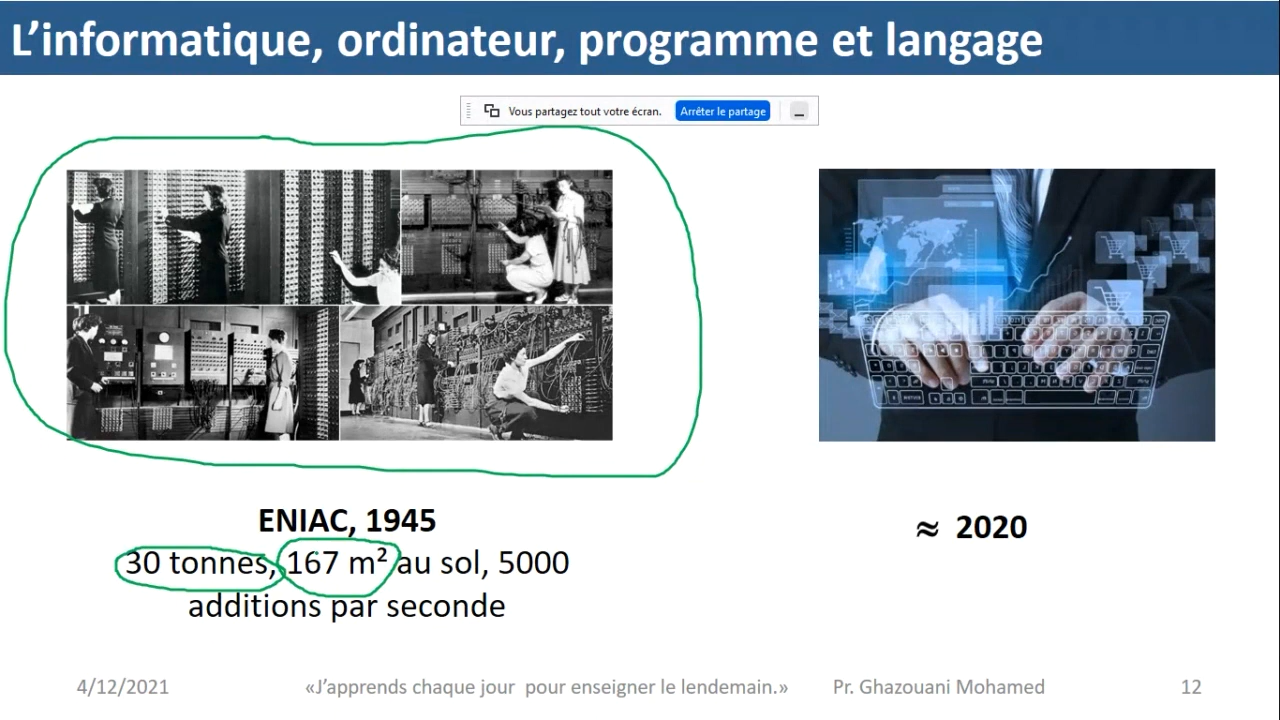 L’informatique, ordinateur, programme et langage
Vous partagez tout votre écran. Arrêter le partage
ENIAC, 1945
30 tonnes, 167 m² au sol, 5000
additions par seconde
≈ 2020
4/12/2021 «J’apprends chaque jour pour enseigner le lendemain.» Pr. Ghazouani Mohamed 12